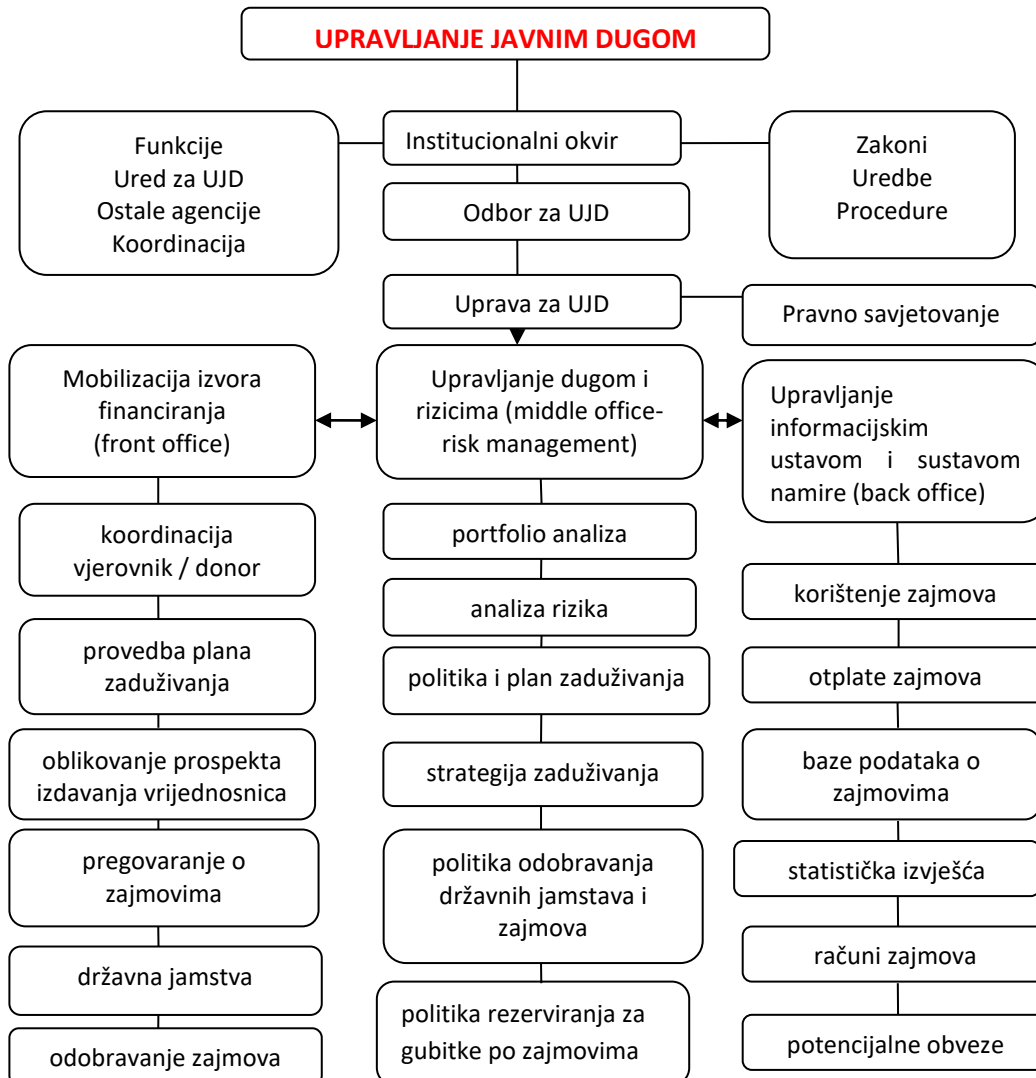 UPRAVLJANJE JAVNIM DUGOM
Funkcije
Ured za UJD
Ostale agencije
Koordinacija
Institucionalni okvir
Zakoni
Uredbe
Procedure
Odbor za UJD
Uprava za UJD
Pravno savjetovanje
Mobilizacija izvora
financiranja
(front office)
Upravljanje dugom i
rizicima (middle office-
risk management)
Upravljanje
informacijskim
ustavom i sustavom
namire (back office)
koordinacija
vjerovnik / donor
provedba plana
zaduživanja
oblikovanje prospekta
izdavanja vrijednosnica
pregovaranje o
zajmovima
državna jamstva
odobravanje zajmova
portfolio analiza
analiza rizika
politika i plan zaduživanja
strategija zaduživanja
politika odobravanja
državnih jamstava i
zajmova
politika rezerviranja za
gubitke po zajmovima
korištenje zajmova
otplate zajmova
baze podataka o
zajmovima
statistička izvješća
računi zajmova
potencijalne obveze